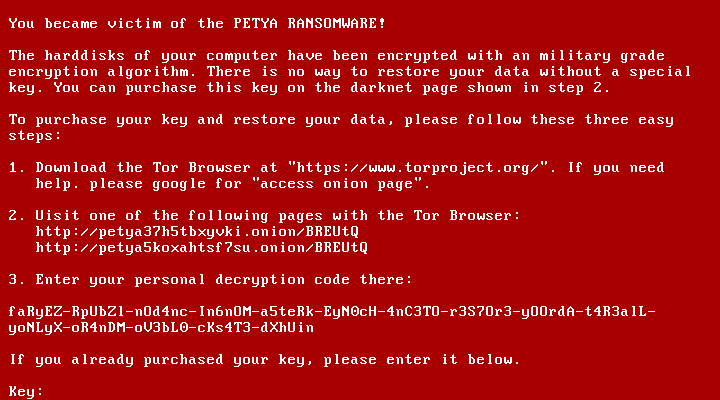 You became victim of the PETYA RANSOMWARE!
The harddisks of your computer have been encrypted with an military grade
encryption algorithm. There is no way to restore your data without a special
key. You can purchase this key on the darknet page shown in step 2.
To purchase your key and restore your data, please follow these three easy
steps:
1. Download the Tor Browser at "https://www.torproject.org/". If you need
help. please google for "access onion page".
2. Visit one of the following pages with the Tor Browser:
http://petya37h5tbxyvki.onion/BREUtQ
http://petya5koxahtsf7sv.onion/BREUtQ
3. Enter your personal decryption code there:
faRyEZ-RpUbZl-nOd4nc-In6nOM-a5teRk-EyN0cH-4nC3TO-r3S7Or3-yOOrdA-t4R3alL-
yoNLyX-oR4nDM-oV3bL0-cKs4T3-dXhUin
If you already purchased your key, please enter it below.
Key: